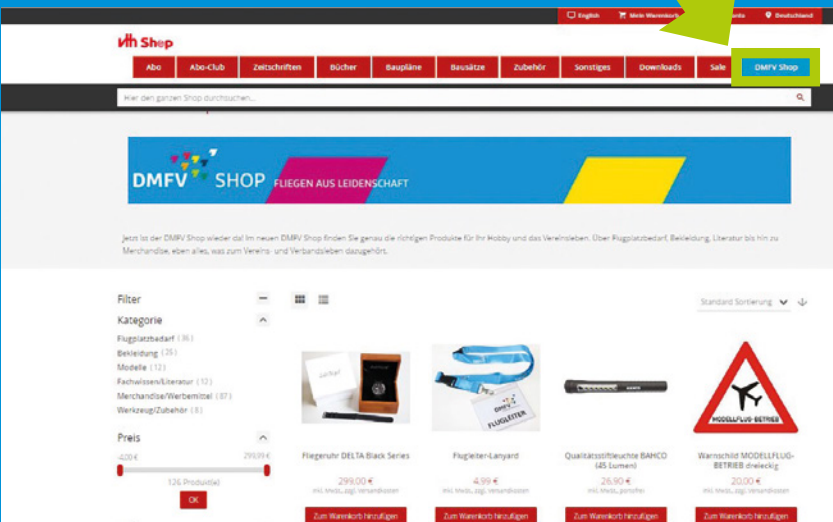 English Mein Warenkorb Deutschland
vth Shop
Abo Abo-Club Zeitschriften Bücher Baupläne Bausätze Zubehör Sonstiges Downloads Sale DMFV Shop
Hier den ganzen Shop durchsuchen...
DMFV SHOP FLIEGEN AUS LEIDENSCHAFT
Jetzt ist der DMFV Shop wieder da! Im neuen DMFV Shop finden Sie genau die richtigen Produkte für Ihr Hobby und das Vereinsleben. Über Flugplatzbedarf, Bekleidung, Literatur bis hin zu
Merchandise, eben alles, was zum Vereins- und Verbandsleben dazugehört.
Filter
Standard Sortierung
Kategorie
Flugplatzbedarf (36)
Bekleidung (25)
Modelle (12)
Fachwissen/Literatur (12)
Merchandise/Werbemittel (87)
Werkzeug/Zubehör (8)
FLUGLEITER
MODELLFLUG-BETRIEB
Preis
-4,00 € 299,99 €
126 Produkt(e)
OK
Fliegeruhr DELTA Black Series
299,00 €
inkl. MwSt., zzgl. Versandkosten
Zum Warenkorb hinzufügen
Flugleiter-Lanyard
4,99 €
inkl. MwSt., zzgl. Versandkosten
Zum Warenkorb hinzufügen
Qualitätsstiftleuchte BAHCO
(45 Lumen)
26,90 €
inkl. MwSt., portofrei
Zum Warenkorb hinzufügen
Warnschild MODELLFLUG-
BETRIEB dreieckig
20,00 €
inkl. MwSt., zzgl. Versandkosten
Zum Warenkorb hinzufügen